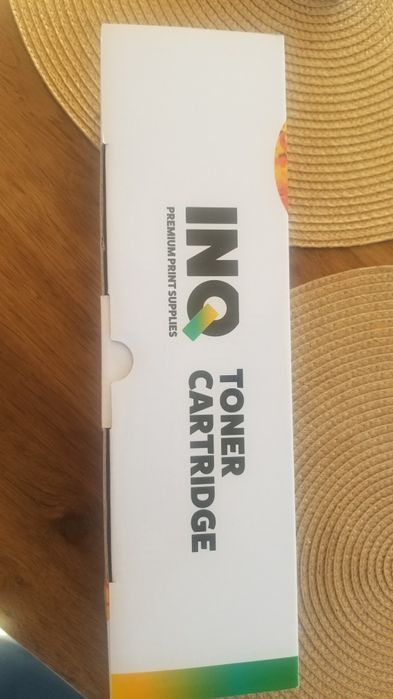 INQ
PREMIUM PRINT SUPPLIES
TONER
CARTRIDGE